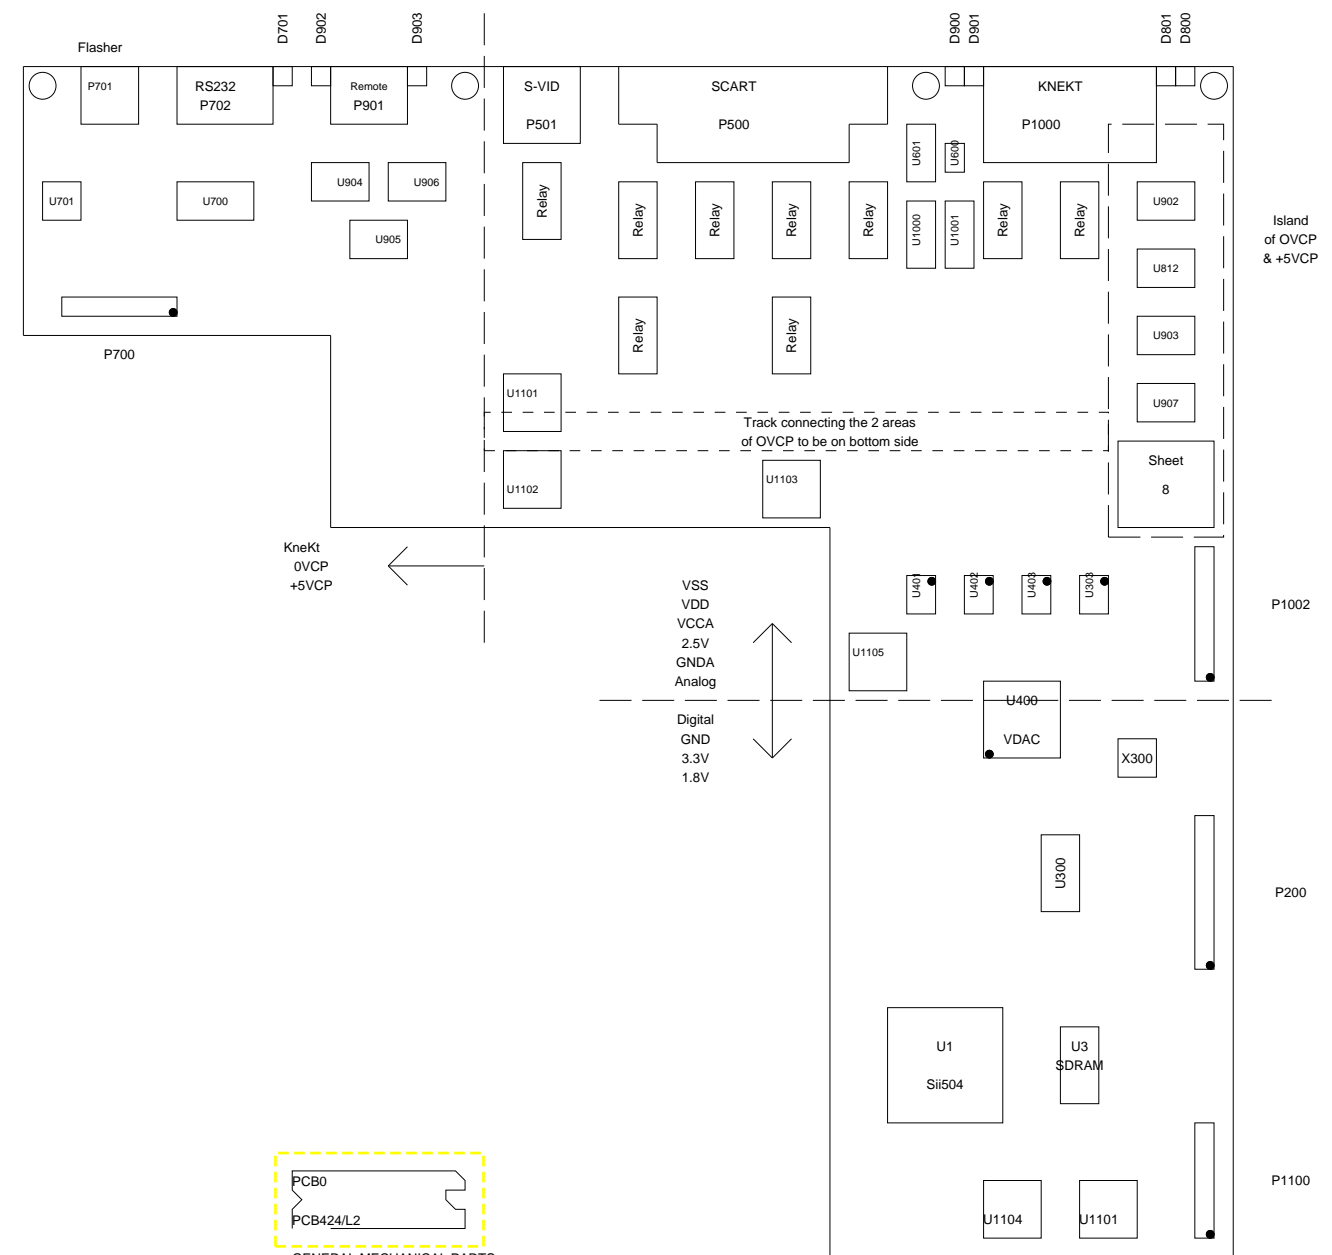 D701
D902
D903
D900
D901
D801
D800
Flasher
P701
RS232
P702
Remote
P901
S-VID
P501
SCART
P500
KNEKT
P1000
U601
U600
U904
U906
U701
U700
U905
Relay
Relay
Relay
Relay
Relay
U1000
U1001
Relay
Relay
U902
U812
U903
U907
Island
of OVCP
& +5VCP
P700
Relay
Relay
U1101
Track connecting the 2 areas
of OVCP to be on bottom side
U1102
U1103
Sheet
8
KneKt
0VCP
+5VCP
VSS
VDD
VCCA
2.5V
GNDA
Analog
Digital
GND
3.3V
1.8V
U401
U402
U403
U303
P1002
U1105
U400
VDAC
X300
U300
P200
U1
Sii504
U3
SDRAM
P1100
U1104
U1101
PCB0
PCB424/L2
GENERAL MECHANICAL PARTS